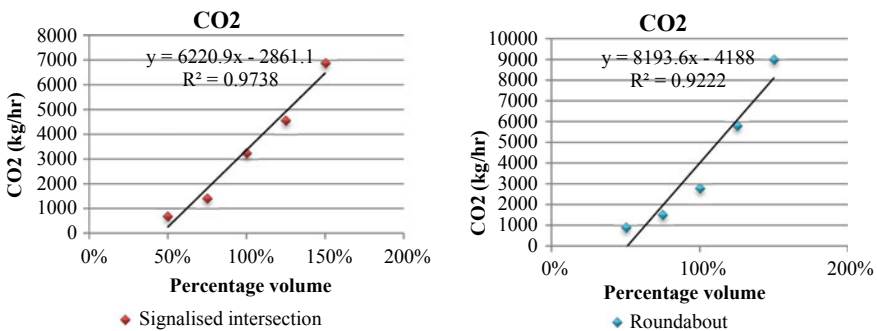 CO2
8000
7000
6000
5000
4000
3000
2000
1000
0
CO2 (kg/hr)
y = 6220.9x - 2861.1
R² = 0.9738
0%
50%
100%
150%
200%
Percentage volume
Signalised intersection
CO2
10000
9000
8000
7000
6000
5000
4000
3000
2000
1000
0
CO2 (kg/hr)
y = 8193.6x - 4188
R² = 0.9222
0%
100%
200%
Percentage volume
Roundabout